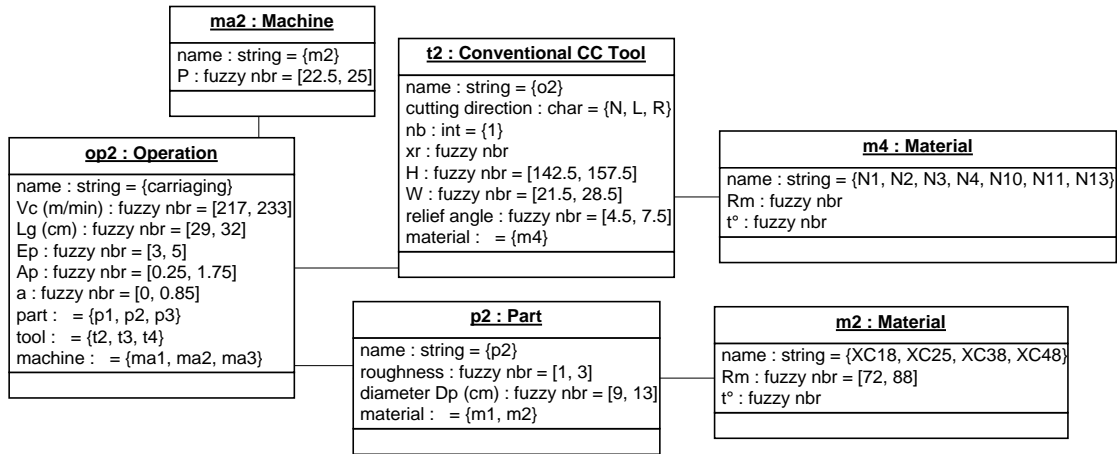 ma2 : Machine
name : string = {m2}
P : fuzzy nbr = [22.5, 25]
t2 : Conventional CC Tool
name : string = {o2}
cutting direction : char = {N, L, R}
nb : int = {1}
xr : fuzzy nbr
H : fuzzy nbr = [142.5, 157.5]
W : fuzzy nbr = [21.5, 28.5]
relief angle : fuzzy nbr = [4.5, 7.5]
material :   = {m4}
m4 : Material
name : string = {N1, N2, N3, N4, N10, N11, N13}
Rm : fuzzy nbr
t° : fuzzy nbr
op2 : Operation
name : string = {carriaging}
Vc (m/min) : fuzzy nbr = [217, 233]
Lg (cm) : fuzzy nbr = [29, 32]
Ep : fuzzy nbr = [3, 5]
Ap : fuzzy nbr = [0.25, 1.75]
a : fuzzy nbr = [0, 0.85]
part :   = {p1, p2, p3}
tool :   = {t2, t3, t4}
machine :   = {ma1, ma2, ma3}
p2 : Part
name : string = {p2}
roughness : fuzzy nbr = [1, 3]
diameter Dp (cm) : fuzzy nbr = [9, 13]
material :   = {m1, m2}
m2 : Material
name : string = {XC18, XC25, XC38, XC48}
Rm : fuzzy nbr = [72, 88]
t° : fuzzy nbr